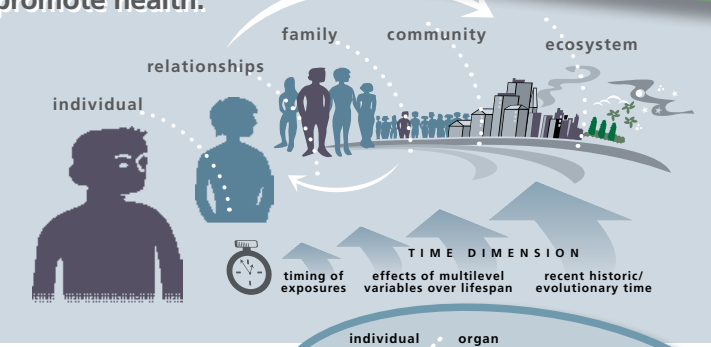 promote health.
family
community
ecosystem
relationships
individual
TIME DIMENSION
timing of
exposures
effects of multilevel
variables over lifespan
recent historic/
evolutionary time
individual
organ